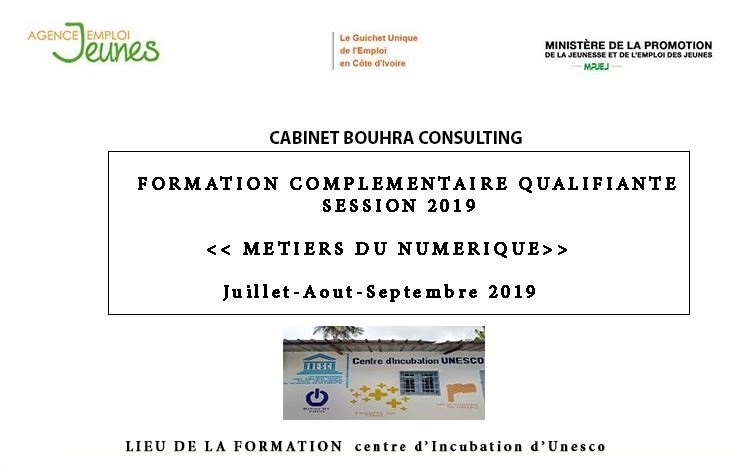 AGENCE EMPLOI
Jeunes
Le Guichet Unique
de l'Emploi
en Côte d'Ivoire
MINISTÈRE DE LA PROMOTION
DE LA JEUNESSE ET DE L'EMPLOI DES JEUNES
MPJEJ
CABINET BOUHRA CONSULTING
FORMATION COMPLEMENTAIRE QUALIFIANTE
SESSION 2019
<< METIERS DU NUMERIQUE>>
Juillet-Aout-Septembre 2019
Centre d'Incubation UNESCO
UNESCO
LIEU DE LA FORMATION centre d'Incubation d'Unesco